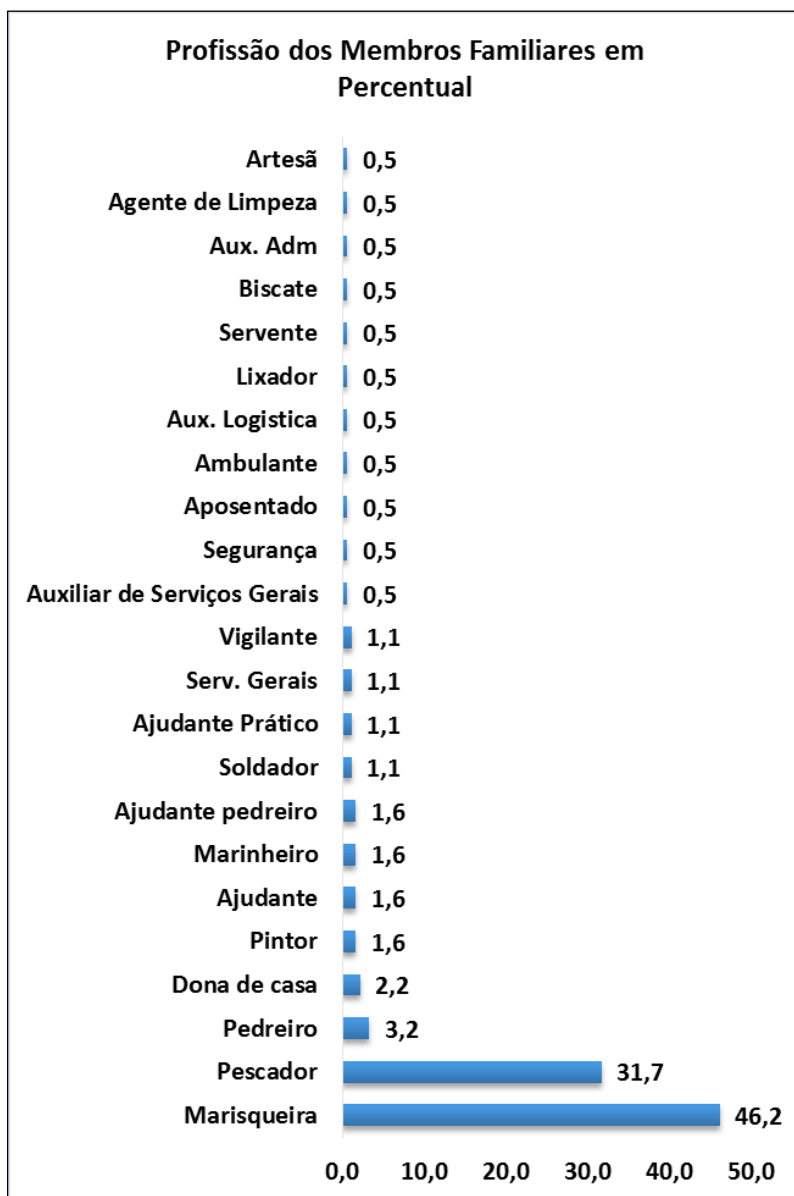 Profissão dos Membros Familiares em
Percentual
Artesã 0,5
Agente de Limpeza 0,5
Aux. Adm 0,5
Biscate 0,5
Servente 0,5
Lixador 0,5
Aux. Logistica 0,5
Ambulante 0,5
Aposentado 0,5
Segurança 0,5
Auxiliar de Serviços Gerais 0,5
Vigilante 1,1
Serv. Gerais 1,1
Ajudante Prático 1,1
Soldador 1,1
Ajudante pedreiro 1,6
Marinheiro 1,6
Ajudante 1,6
Pintor 1,6
Dona de casa 2,2
Pedreiro 3,2
Pescador 31,7
Marisqueira 46,2
0,0 10,0 20,0 30,0 40,0 50,0